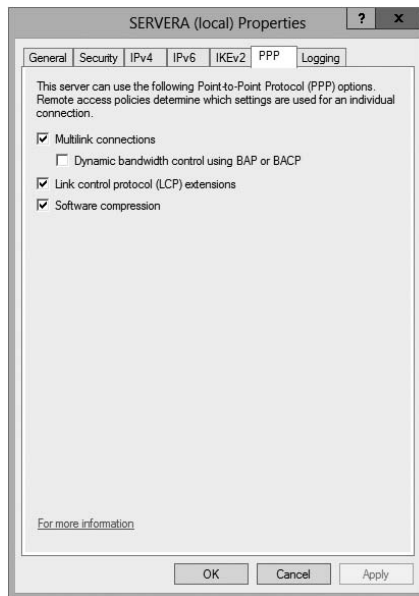 SERVERA (local) Properties ? x
General Security IPv4 IPv6 IKEv2 PPP Logging
This server can use the following Point-to-Point Protocol (PPP) options.
Remote access policies determine which settings are used for an individual
connection.
Multilink connections
Dynamic bandwidth control using BAP or BACP
Link control protocol (LCP) extensions
Software compression
For more information
OK Cancel Apply